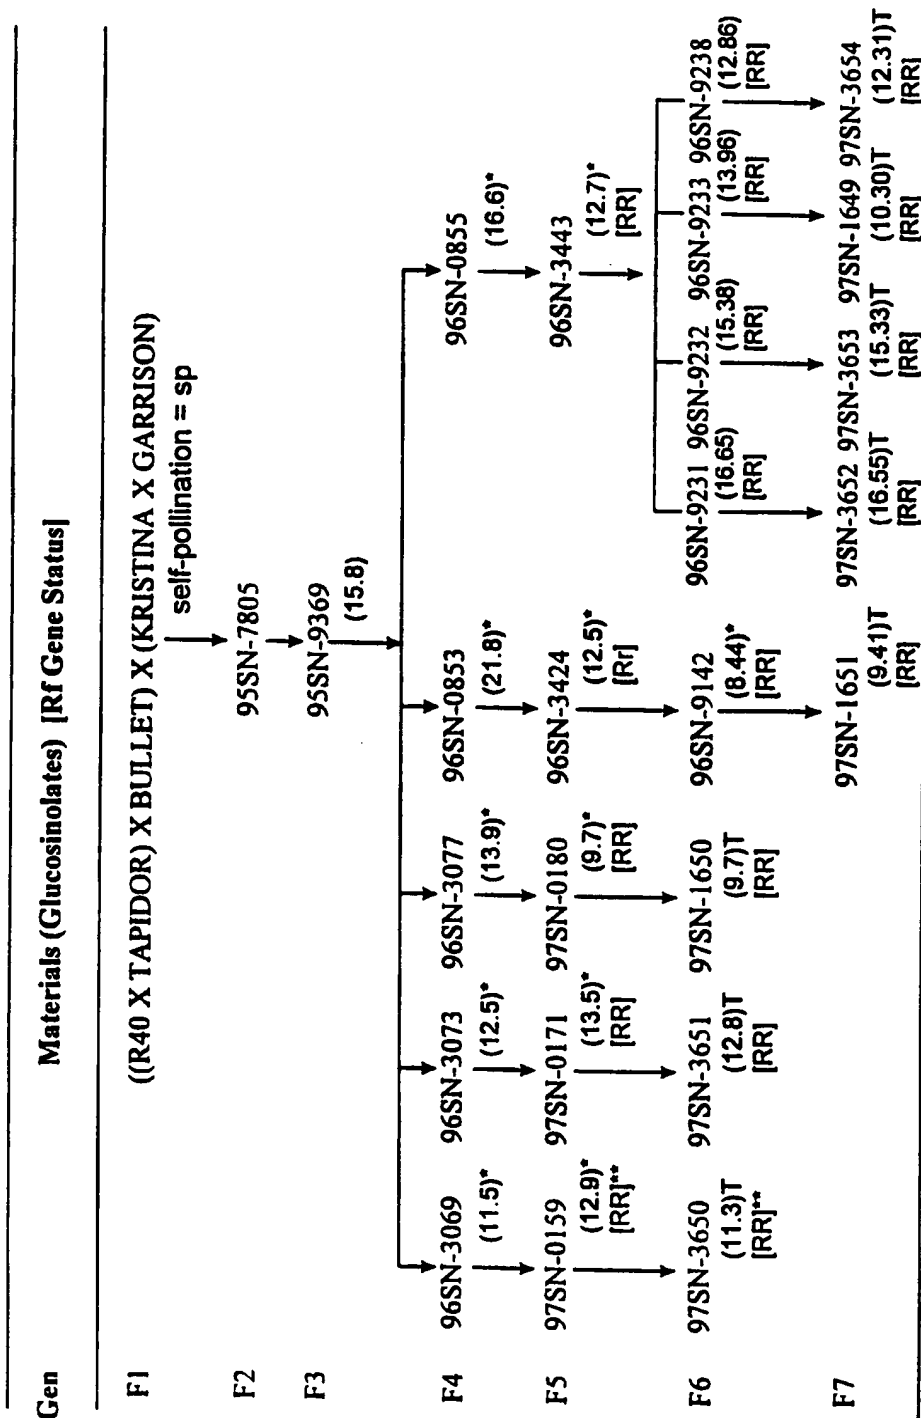 Gen Materials (Glucosinolates) [Rf Gene Status]
F1 ((R40 X TAPIDOR) X BULLET) X (KRISTINA X GARRISON)
self-pollination = sp
F2 95SN-7805
F3 95SN-9369
(15.8)
F4 96SN-3069 96SN-3073 96SN-3077 96SN-0853 96SN-0855
(11.5)* (12.5)* (13.9)* (21.8)* (16.6)*
F5 97SN-0159 97SN-0171 97SN-0180 96SN-3424 96SN-3443
(12.9)* (13.5)* (9.7)* (12.5)* (12.7)*
[RR]** [RR] [RR] [Rr] [RR]
F6 97SN-3650 97SN-3651 97SN-1650 96SN-9142 96SN-9231 96SN-9232 96SN-9233 96SN-9238
(11.3)T (12.8)T (9.7)T (8.44)* (16.65) (15.38) (13.96) (12.86)
[RR]** [RR] [RR] [RR] [RR] [RR] [RR] [RR]
F7 97SN-1651 97SN-3652 97SN-3653 97SN-1649 97SN-3654
(9.41)T (16.55)T (15.33)T (10.30)T (12.31)T
[RR] [RR] [RR] [RR] [RR]